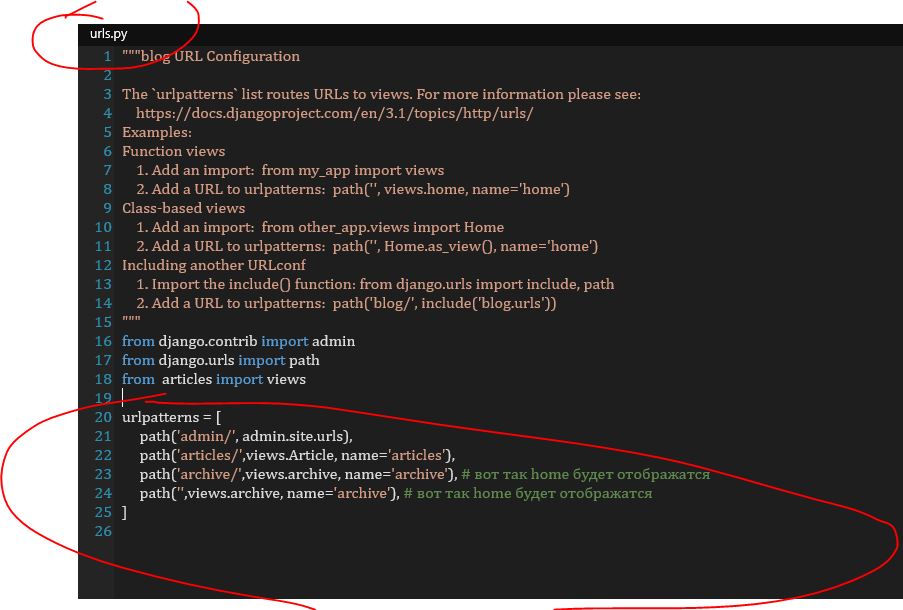 urls.py
1 """blog URL Configuration
2
3 The `urlpatterns` list routes URLs to views. For more information please see:
4 https://docs.djangoproject.com/en/3.1/topics/http/urls/
5 Examples:
6 Function views
7 1. Add an import:  from my_app import views
8 2. Add a URL to urlpatterns:  path('', views.home, name='home')
9 Class-based views
10 1. Add an import:  from other_app.views import Home
11 2. Add a URL to urlpatterns:  path('', Home.as_view(), name='home')
12 Including another URLconf
13 1. Import the include() function: from django.urls import include, path
14 2. Add a URL to urlpatterns:  path('blog/', include('blog.urls'))
15 """
16 from django.contrib import admin
17 from django.urls import path
18 from  articles import views
19
20 urlpatterns = [
21 path('admin/', admin.site.urls),
22 path('articles/',views.Article, name='articles'),
23 path('archive/',views.archive, name='archive'), # вот так home будет отображатся
24 path('',views.archive, name='archive'), # вот так home будет отображатся
25 ]
26